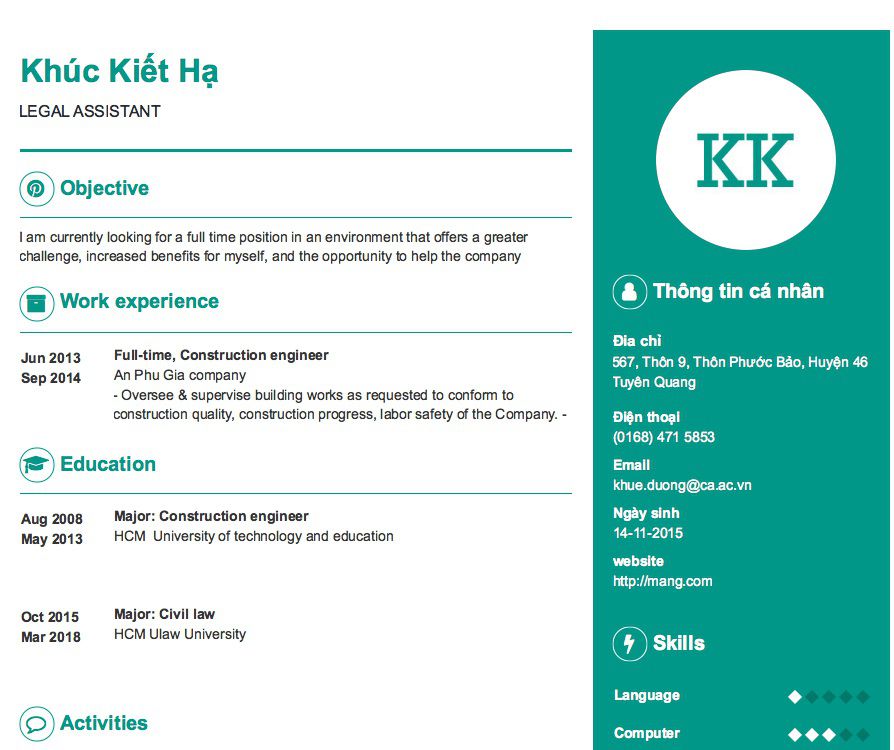 Khúc Kiết Hạ
LEGAL ASSISTANT
Objective
I am currently looking for a full time position in an environment that offers a greater
challenge, increased benefits for myself, and the opportunity to help the company
Work experience
Jun 2013
Sep 2014
Full-time, Construction engineer
An Phu Gia company
- Oversee & supervise building works as requested to conform to
construction quality, construction progress, labor safety of the Company. -
Education
Aug 2008
May 2013
Major: Construction engineer
HCM  University of technology and education
Oct 2015
Mar 2018
Major: Civil law
HCM Ulaw University
Activities
KK
Thông tin cá nhân
Đia chỉ
567, Thôn 9, Thôn Phước Bảo, Huyện 46
Tuyên Quang
Điện thoại
(0168) 471 5853
Email
khue.duong@ca.ac.vn
Ngày sinh
14-11-2015
website
http://mang.com
Skills
Language
Computer